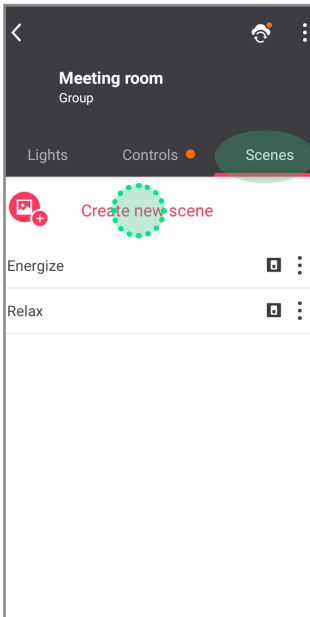 Meeting room
Group
Lights Controls Scenes
Create new scene
Energize
Relax